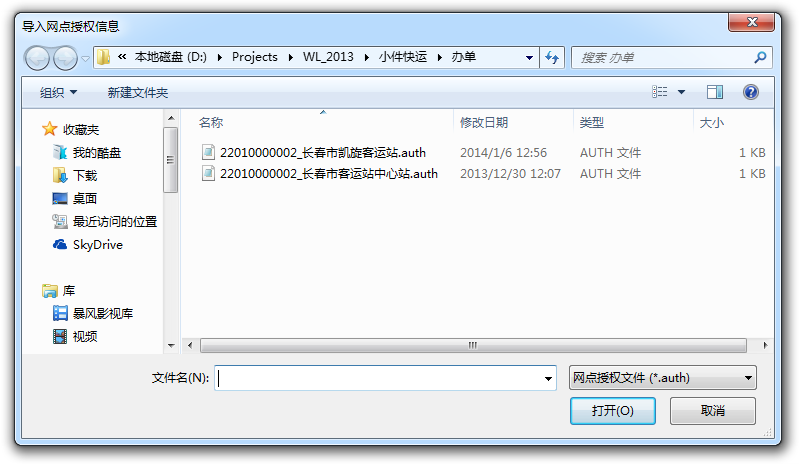 导入网点授权信息
« 本地磁盘 (D:) Projects WL_2013 小件快运 办单
搜索 办单
组织 新建文件夹
名称 修改日期 类型 大小
22010000002_长春市凯旋客运站.auth 2014/1/6 12:56 AUTH 文件 1 KB
22010000002_长春市客运站中心站.auth 2013/12/30 12:07 AUTH 文件 1 KB
收藏夹
我的酷盘
下载
桌面
最近访问的位置
SkyDrive
库
暴风影视库
视频
文件名(N):
网点授权文件 (*.auth)
打开(O) 取消